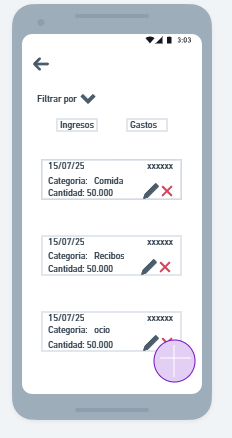 3:03
Filtrar por
Ingresos Gastos
15/07/25 xxxxxx
Categoria: Comida
Cantidad: 50.000
15/07/25 xxxxxx
Categoria: Recibos
Cantidad: 50.000
15/07/25 xxxxxx
Categoria: ocio
Cantidad: 50.000